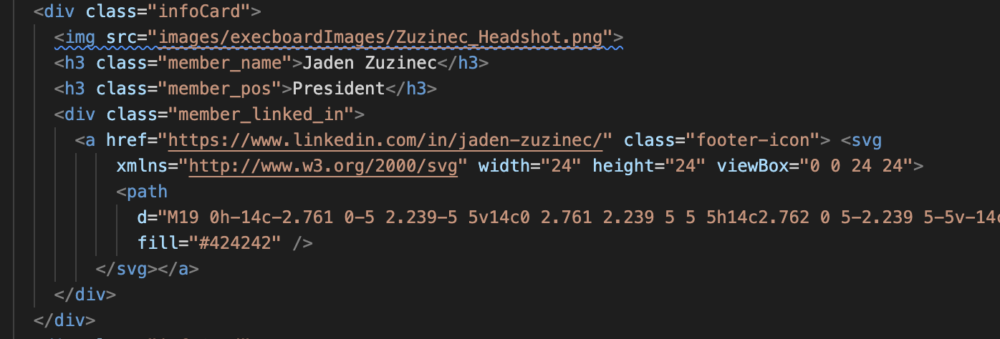 <div class="infoCard">
<img src="images/execboardImages/Zuzinec_Headshot.png">
<h3 class="member_name">Jaden Zuzinec</h3>
<h3 class="member_pos">President</h3>
<div class="member_linked_in">
<a href="https://www.linkedin.com/in/jaden-zuzinec/" class="footer-icon"> <svg
xmlns="http://www.w3.org/2000/svg" width="24" height="24" viewBox="0 0 24 24">
<path
d="M19 0h-14c-2.761 0-5 2.239-5 5v14c0 2.761 2.239 5 5 5h14c2.762 0 5-2.239 5-5v-14c
fill="#424242" />
</svg></a>
</div>
</div>